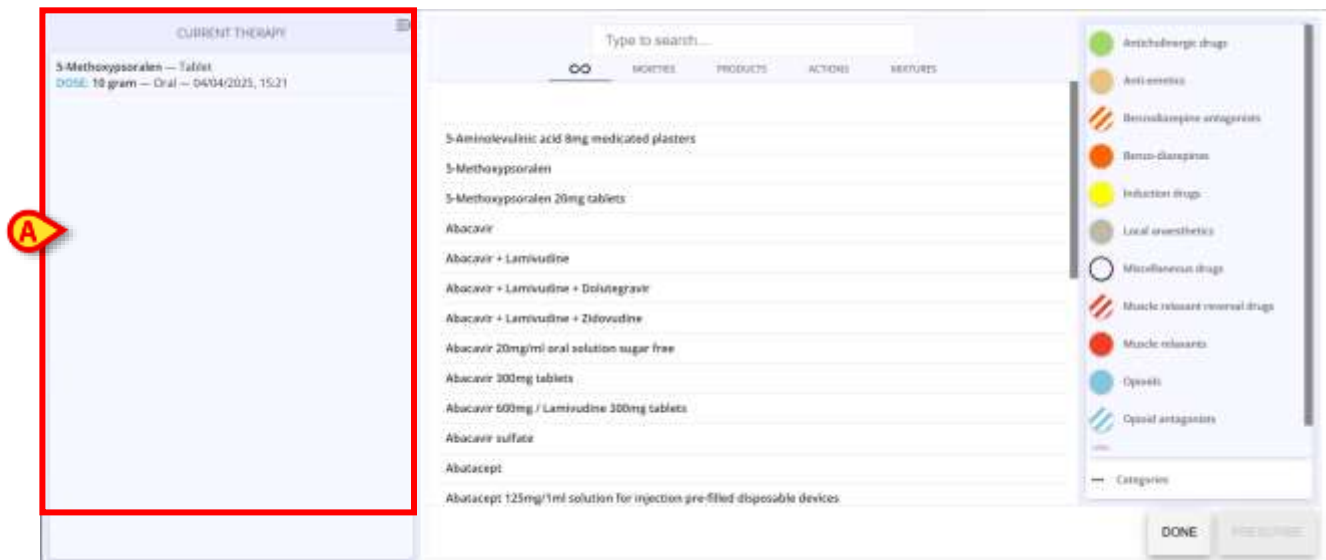 CURRENT THERAPY
5-Methoxypsoralen — Tablet
DOSE: 10 gram — Oral — 04/04/2025, 15:21
A
Type to search...
MOIETIES PRODUCTS ACTIONS MIXTURES
5-Aminolevulinic acid 8mg medicated plasters
5-Methoxypsoralen
5-Methoxypsoralen 20mg tablets
Abacavir
Abacavir + Lamivudine
Abacavir + Lamivudine + Dolutegravir
Abacavir + Lamivudine + Zidovudine
Abacavir 20mg/ml oral solution sugar free
Abacavir 300mg tablets
Abacavir 600mg / Lamivudine 300mg tablets
Abacavir sulfate
Abatacept
Abatacept 125mg/1ml solution for injection pre-filled disposable devices
Anticholinergic drugs
Anti-emetics
Benzodiazepine antagonists
Benzo-diazepines
Induction drugs
Local anaesthetics
Miscellaneous drugs
Muscle relaxant reversal drugs
Muscle relaxants
Opioids
Opioid antagonists
Categories
DONE PRESCRIBE